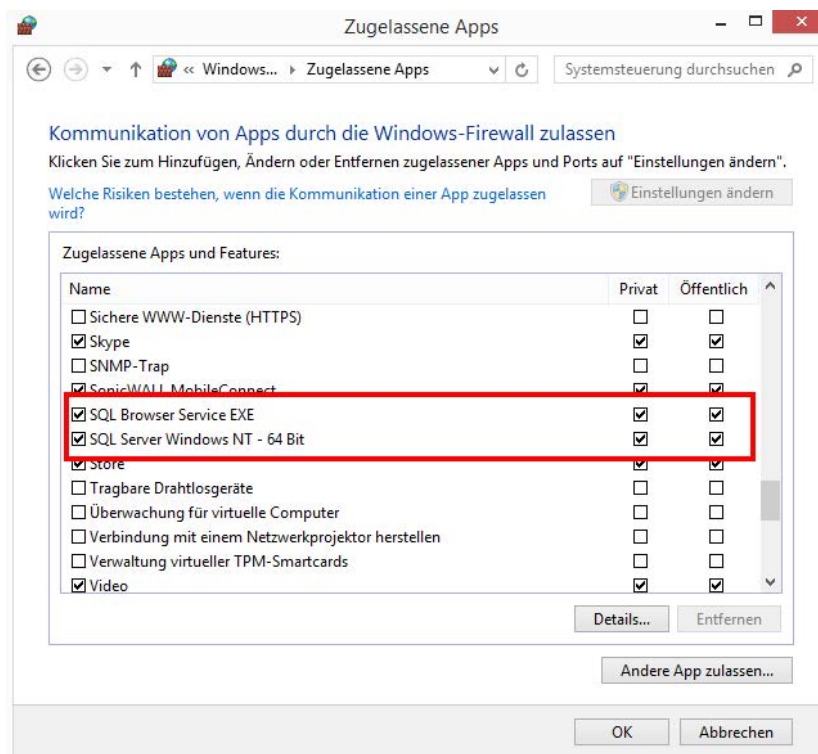 Zugelassene Apps
« Windows... Zugelassene Apps Systemsteuerung durchsuchen
Kommunikation von Apps durch die Windows-Firewall zulassen
Klicken Sie zum Hinzufügen, Ändern oder Entfernen zugelassener Apps und Ports auf "Einstellungen ändern".
Welche Risiken bestehen, wenn die Kommunikation einer App zugelassen
wird?
Einstellungen ändern
Zugelassene Apps und Features:
Name Privat Öffentlich
Sichere WWW-Dienste (HTTPS)
Skype
SNMP-Trap
SonicWALL MobileConnect
SQL Browser Service EXE
SQL Server Windows NT - 64 Bit
Store
Tragbare Drahtlosgeräte
Überwachung für virtuelle Computer
Verbindung mit einem Netzwerkprojektor herstellen
Verwaltung virtueller TPM-Smartcards
Video
Details... Entfernen
Andere App zulassen...
OK Abbrechen